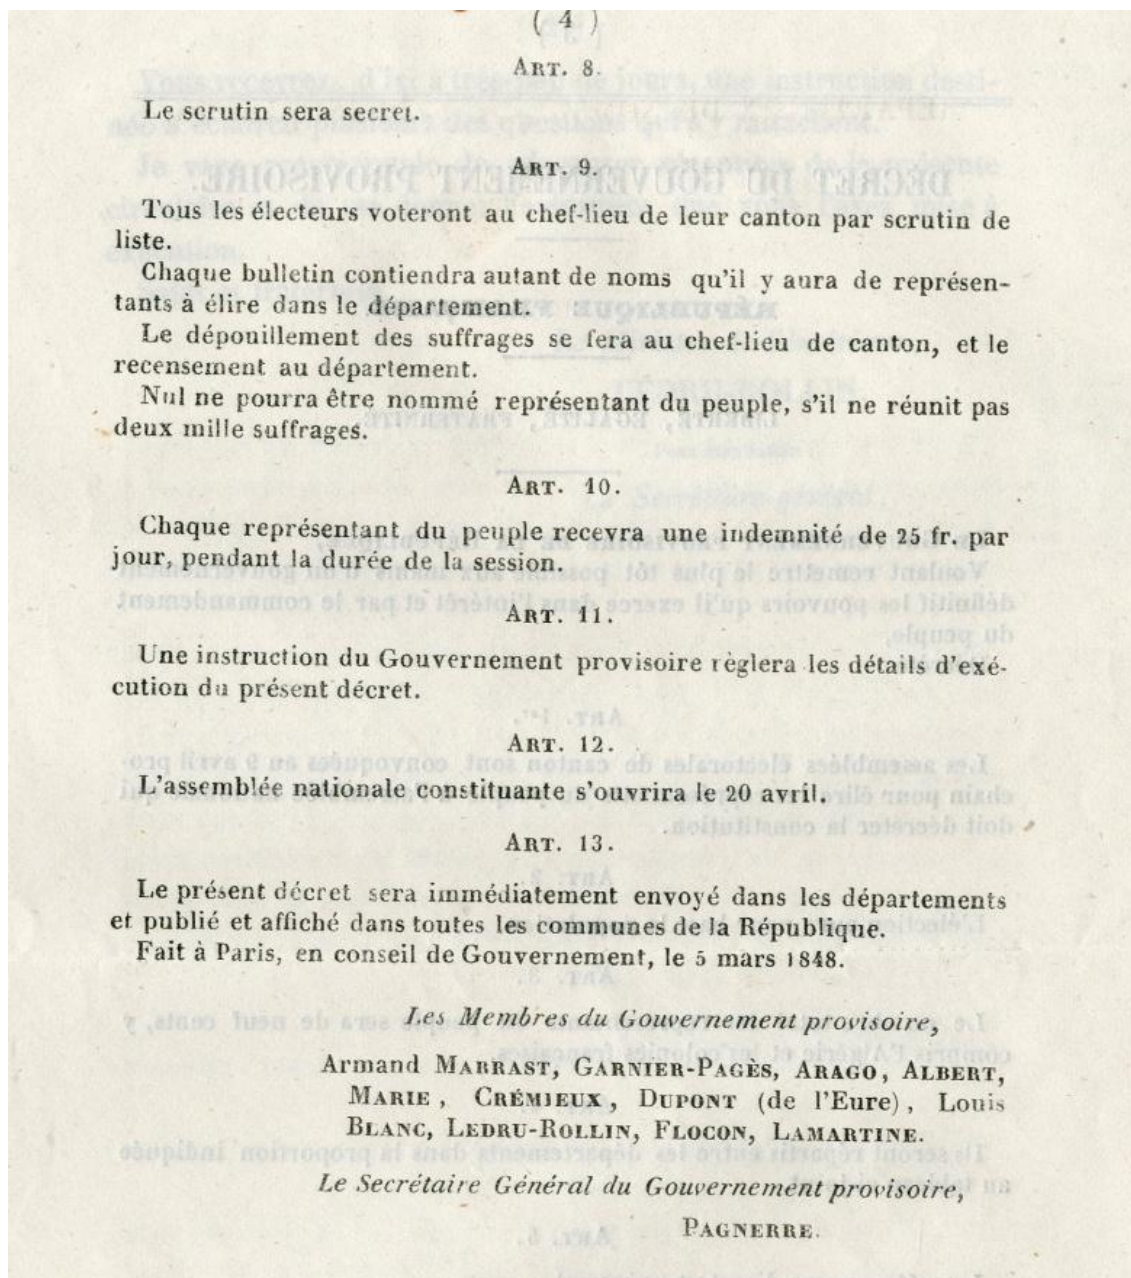 ( 4 )
ART. 8.
Le scrutin sera secret.
ART. 9.
Tous les électeurs voteront au chef-lieu de leur canton par scrutin de
liste.
Chaque bulletin contiendra autant de noms qu'il y aura de représen-
tants à élire dans le département.
Le dépouillement des suffrages se fera au chef-lieu de canton, et le
recensement au département.
Nul ne pourra être nommé représentant du peuple, s'il ne réunit pas
deux mille suffrages.
ART. 10.
Chaque représentant du peuple recevra une indemnité de 25 fr. par
jour, pendant la durée de la session.
ART. 11.
Une instruction du Gouvernement provisoire règlera les détails d'exé-
cution du présent décret.
ART. 12.
L'assemblée nationale constituante s'ouvrira le 20 avril.
ART. 13.
Le présent décret sera immédiatement envoyé dans les départements
et publié et affiché dans toutes les communes de la République.
Fait à Paris, en conseil de Gouvernement, le 5 mars 1848.
Les Membres du Gouvernement provisoire,
Armand MARRAST, GARNIER-PAGÈS, ARAGO, ALBERT,
MARIE, CRÉMIEUX, DUPONT (de l'Eure), Louis
BLANC, LEDRU-ROLLIN, FLOCON, LAMARTINE.
Le Secrétaire Général du Gouvernement provisoire,
PAGNERRE.